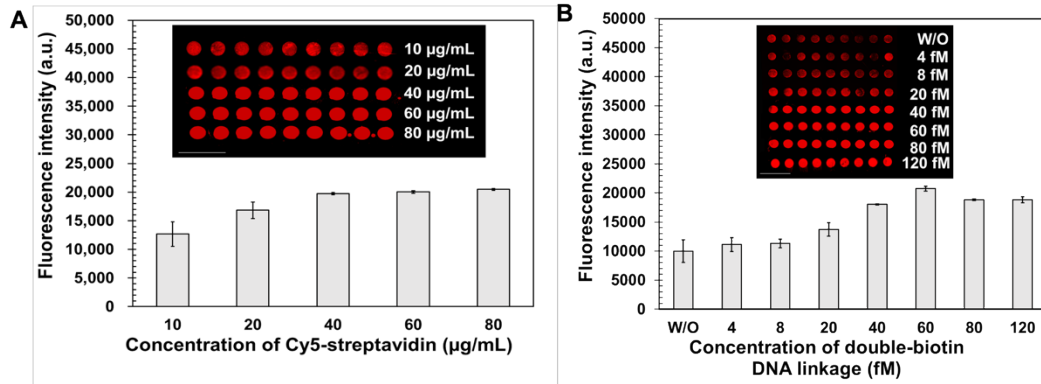 A
Fluorescence intensity (a.u.)
50,000
45,000
40,000
35,000
30,000
25,000
20,000
15,000
10,000
5,000
0
10 µg/mL
20 µg/mL
40 µg/mL
60 µg/mL
80 µg/mL
10 20 40 60 80
Concentration of Cy5-streptavidin (µg/mL)
B
Fluorescence intensity (a.u.)
50000
45000
40000
35000
30000
25000
20000
15000
10000
5000
0
W/O
4 fM
8 fM
20 fM
40 fM
60 fM
80 fM
120 fM
W/O 4 8 20 40 60 80 120
Concentration of double-biotin
DNA linkage (fM)